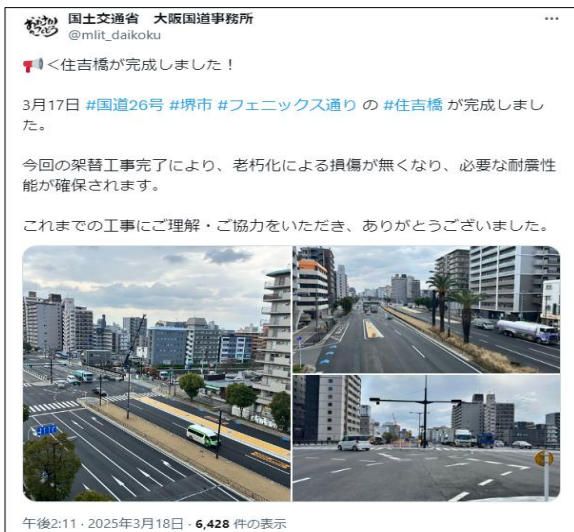 国土交通省　大阪国道事務所
@mlit_daikoku
＜住吉橋が完成しました！
3月17日 #国道26号 #堺市 #フェニックス通り の #住吉橋 が完成しまし
た。
今回の架替工事完了により、老朽化による損傷が無くなり、必要な耐震性
能が確保されます。
これまでの工事にご理解・ご協力をいただき、ありがとうございました。
午後2:11 · 2025年3月18日 · 6,428 件の表示